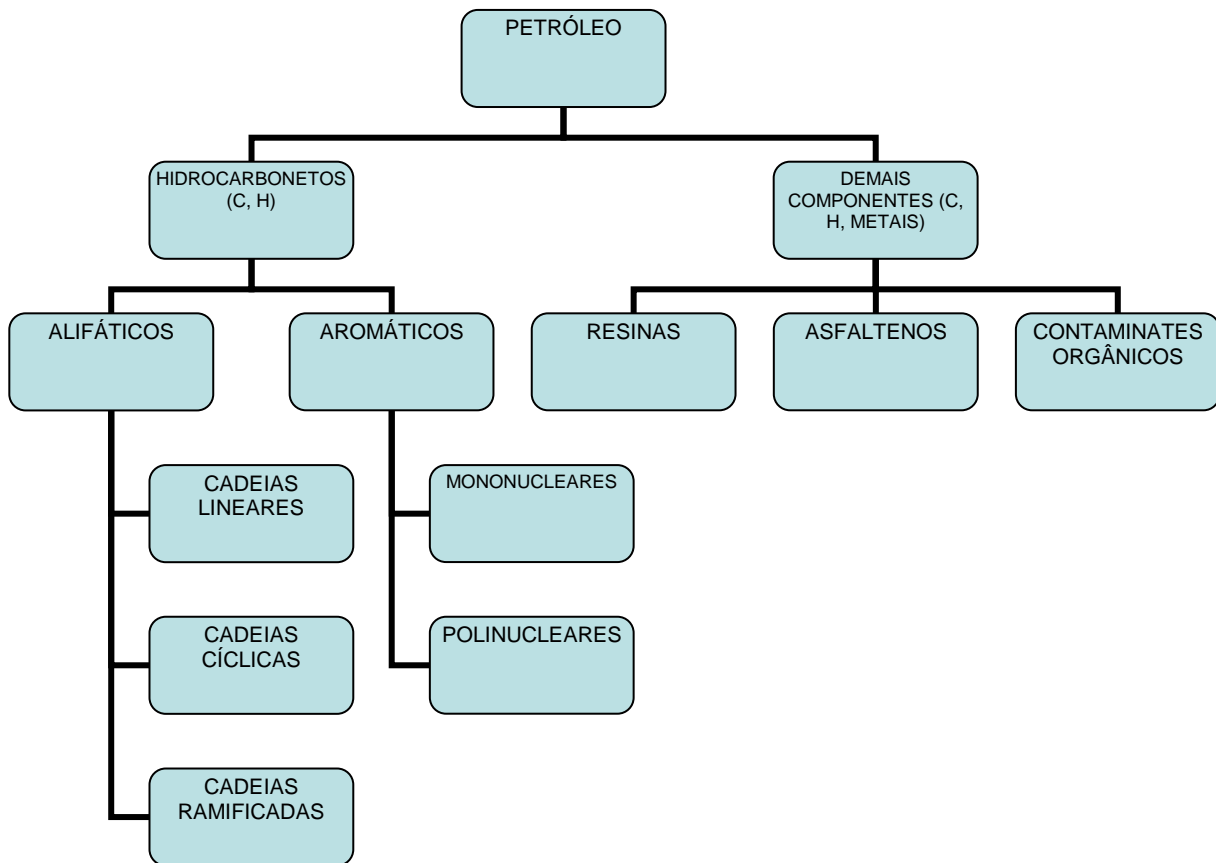 PETRÓLEO
HIDROCARBONETOS
(C, H)
DEMAIS
COMPONENTES (C,
H, METAIS)
ALIFÁTICOS
AROMÁTICOS
RESINAS
ASFALTENOS
CONTAMINATES
ORGÂNICOS
CADEIAS
LINEARES
MONONUCLEARES
CADEIAS
CÍCLICAS
POLINUCLEARES
CADEIAS
RAMIFICADAS